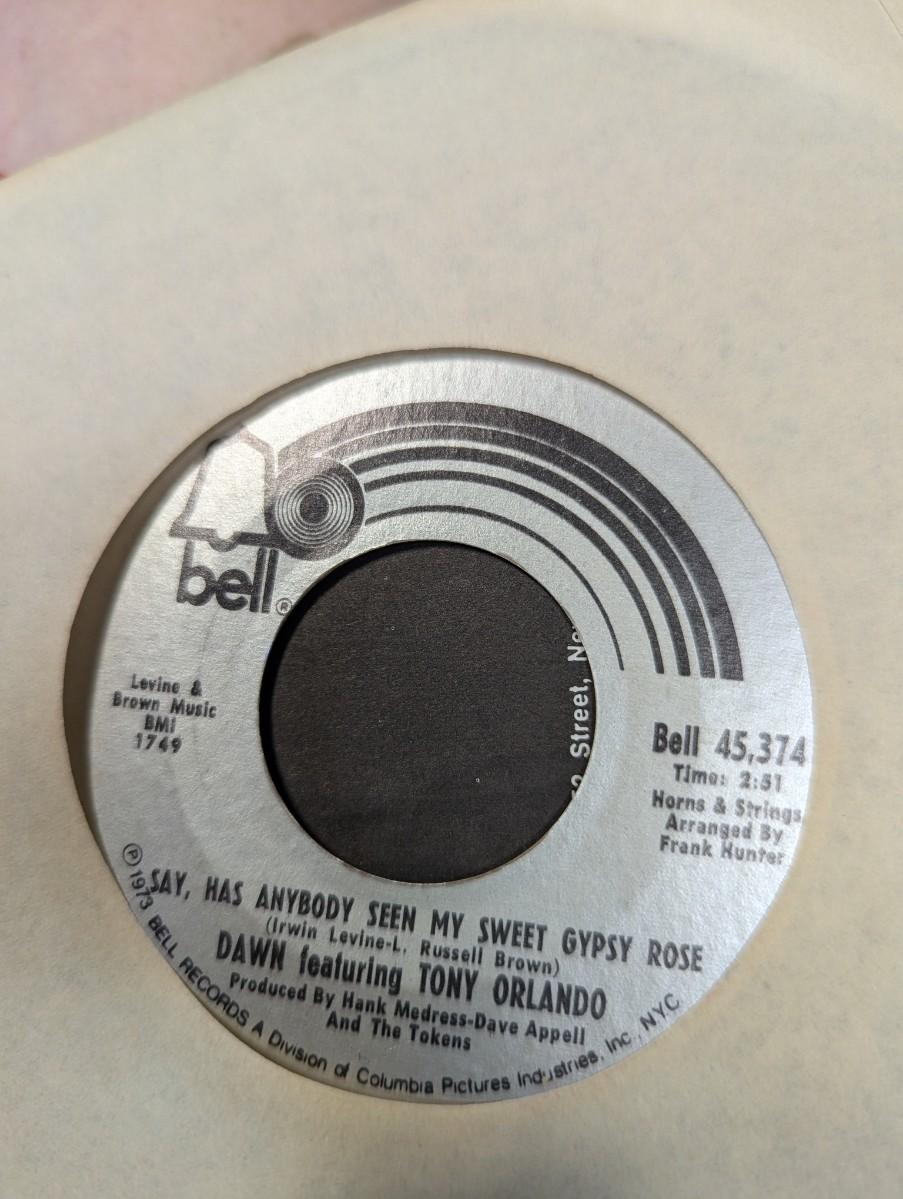 bell®
Levine &
Brown Music
BMI
1749
Street,
Bell 45,374
Time: 2:51
Horns & Strings
Arranged By
Frank Hunter
SAY, HAS ANYBODY SEEN MY SWEET GYPSY ROSE
(Irwin Levine-L. Russell Brown)
DAWN featuring TONY ORLANDO
Produced By Hank Medress-Dave Appell
And The Tokens
℗1973 BELL RECORDS A Division of Columbia Pictures Industries, Inc., N.Y.C.